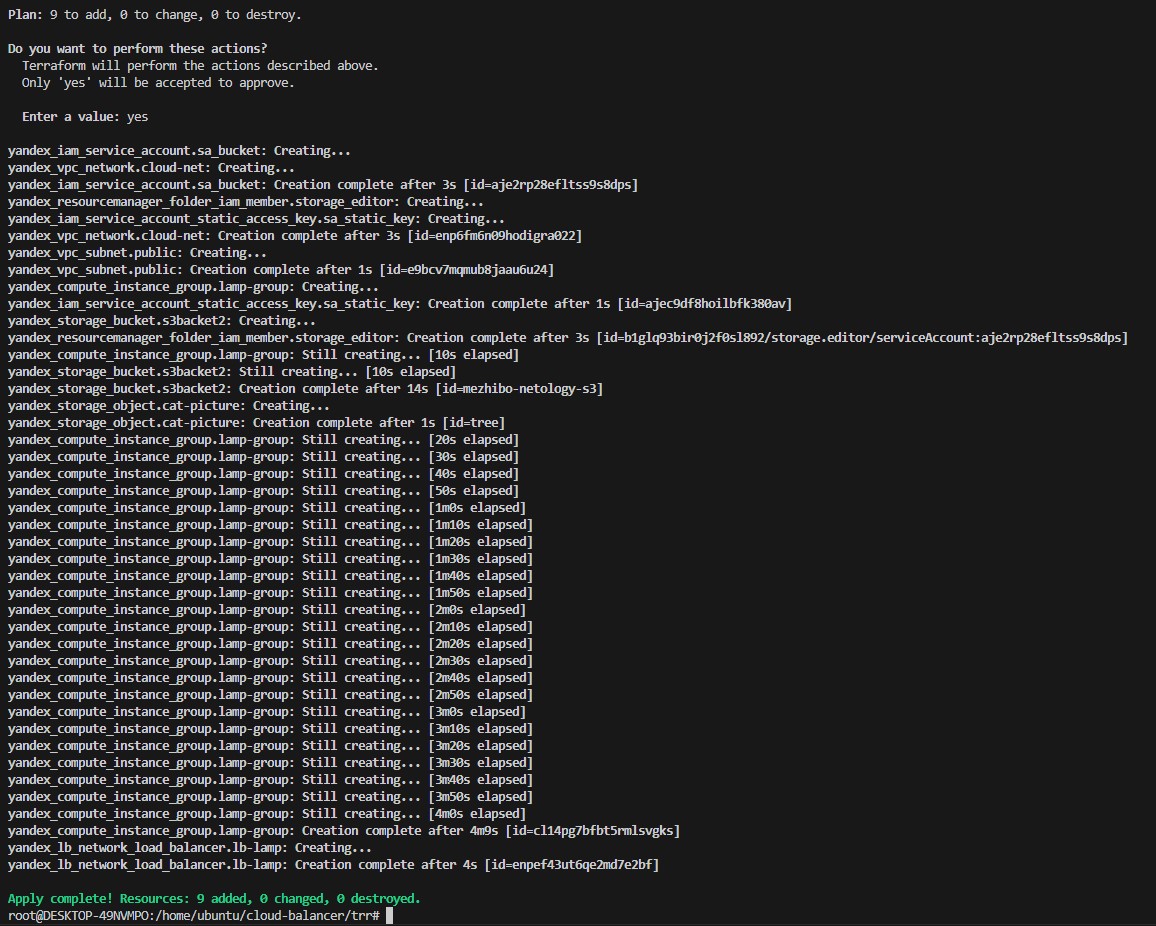 Plan: 9 to add, 0 to change, 0 to destroy.
Do you want to perform these actions?
Terraform will perform the actions described above.
Only 'yes' will be accepted to approve.
Enter a value: yes
yandex_iam_service_account.sa_bucket: Creating...
yandex_vpc_network.cloud-net: Creating...
yandex_iam_service_account.sa_bucket: Creation complete after 3s [id=aje2rp28efltss9s8dps]
yandex_resourcemanager_folder_iam_member.storage_editor: Creating...
yandex_iam_service_account_static_access_key.sa_static_key: Creating...
yandex_vpc_network.cloud-net: Creation complete after 3s [id=enp6fm6n09hodigra022]
yandex_vpc_subnet.public: Creating...
yandex_vpc_subnet.public: Creation complete after 1s [id=e9bcv7mqmub8jaau6u24]
yandex_compute_instance_group.lamp-group: Creating...
yandex_iam_service_account_static_access_key.sa_static_key: Creation complete after 1s [id=ajec9df8hoilbfk380av]
yandex_storage_bucket.s3backet2: Creating...
yandex_resourcemanager_folder_iam_member.storage_editor: Creation complete after 3s [id=b1glq93bir0j2f0sl892/storage.editor/serviceAccount:aje2rp28efltss9s8dps]
yandex_compute_instance_group.lamp-group: Still creating... [10s elapsed]
yandex_storage_bucket.s3backet2: Still creating... [10s elapsed]
yandex_storage_bucket.s3backet2: Creation complete after 14s [id=mezhibo-netology-s3]
yandex_storage_object.cat-picture: Creating...
yandex_storage_object.cat-picture: Creation complete after 1s [id=tree]
yandex_compute_instance_group.lamp-group: Still creating... [20s elapsed]
yandex_compute_instance_group.lamp-group: Still creating... [30s elapsed]
yandex_compute_instance_group.lamp-group: Still creating... [40s elapsed]
yandex_compute_instance_group.lamp-group: Still creating... [50s elapsed]
yandex_compute_instance_group.lamp-group: Still creating... [1m0s elapsed]
yandex_compute_instance_group.lamp-group: Still creating... [1m10s elapsed]
yandex_compute_instance_group.lamp-group: Still creating... [1m20s elapsed]
yandex_compute_instance_group.lamp-group: Still creating... [1m30s elapsed]
yandex_compute_instance_group.lamp-group: Still creating... [1m40s elapsed]
yandex_compute_instance_group.lamp-group: Still creating... [1m50s elapsed]
yandex_compute_instance_group.lamp-group: Still creating... [2m0s elapsed]
yandex_compute_instance_group.lamp-group: Still creating... [2m10s elapsed]
yandex_compute_instance_group.lamp-group: Still creating... [2m20s elapsed]
yandex_compute_instance_group.lamp-group: Still creating... [2m30s elapsed]
yandex_compute_instance_group.lamp-group: Still creating... [2m40s elapsed]
yandex_compute_instance_group.lamp-group: Still creating... [2m50s elapsed]
yandex_compute_instance_group.lamp-group: Still creating... [3m0s elapsed]
yandex_compute_instance_group.lamp-group: Still creating... [3m10s elapsed]
yandex_compute_instance_group.lamp-group: Still creating... [3m20s elapsed]
yandex_compute_instance_group.lamp-group: Still creating... [3m30s elapsed]
yandex_compute_instance_group.lamp-group: Still creating... [3m40s elapsed]
yandex_compute_instance_group.lamp-group: Still creating... [3m50s elapsed]
yandex_compute_instance_group.lamp-group: Still creating... [4m0s elapsed]
yandex_compute_instance_group.lamp-group: Creation complete after 4m9s [id=cl14pg7bfbt5rmlsvgks]
yandex_lb_network_load_balancer.lb-lamp: Creating...
yandex_lb_network_load_balancer.lb-lamp: Creation complete after 4s [id=enpef43ut6qe2md7e2bf]
Apply complete! Resources: 9 added, 0 changed, 0 destroyed.
root@DESKTOP-49NVMPO:/home/ubuntu/cloud-balancer/trr#